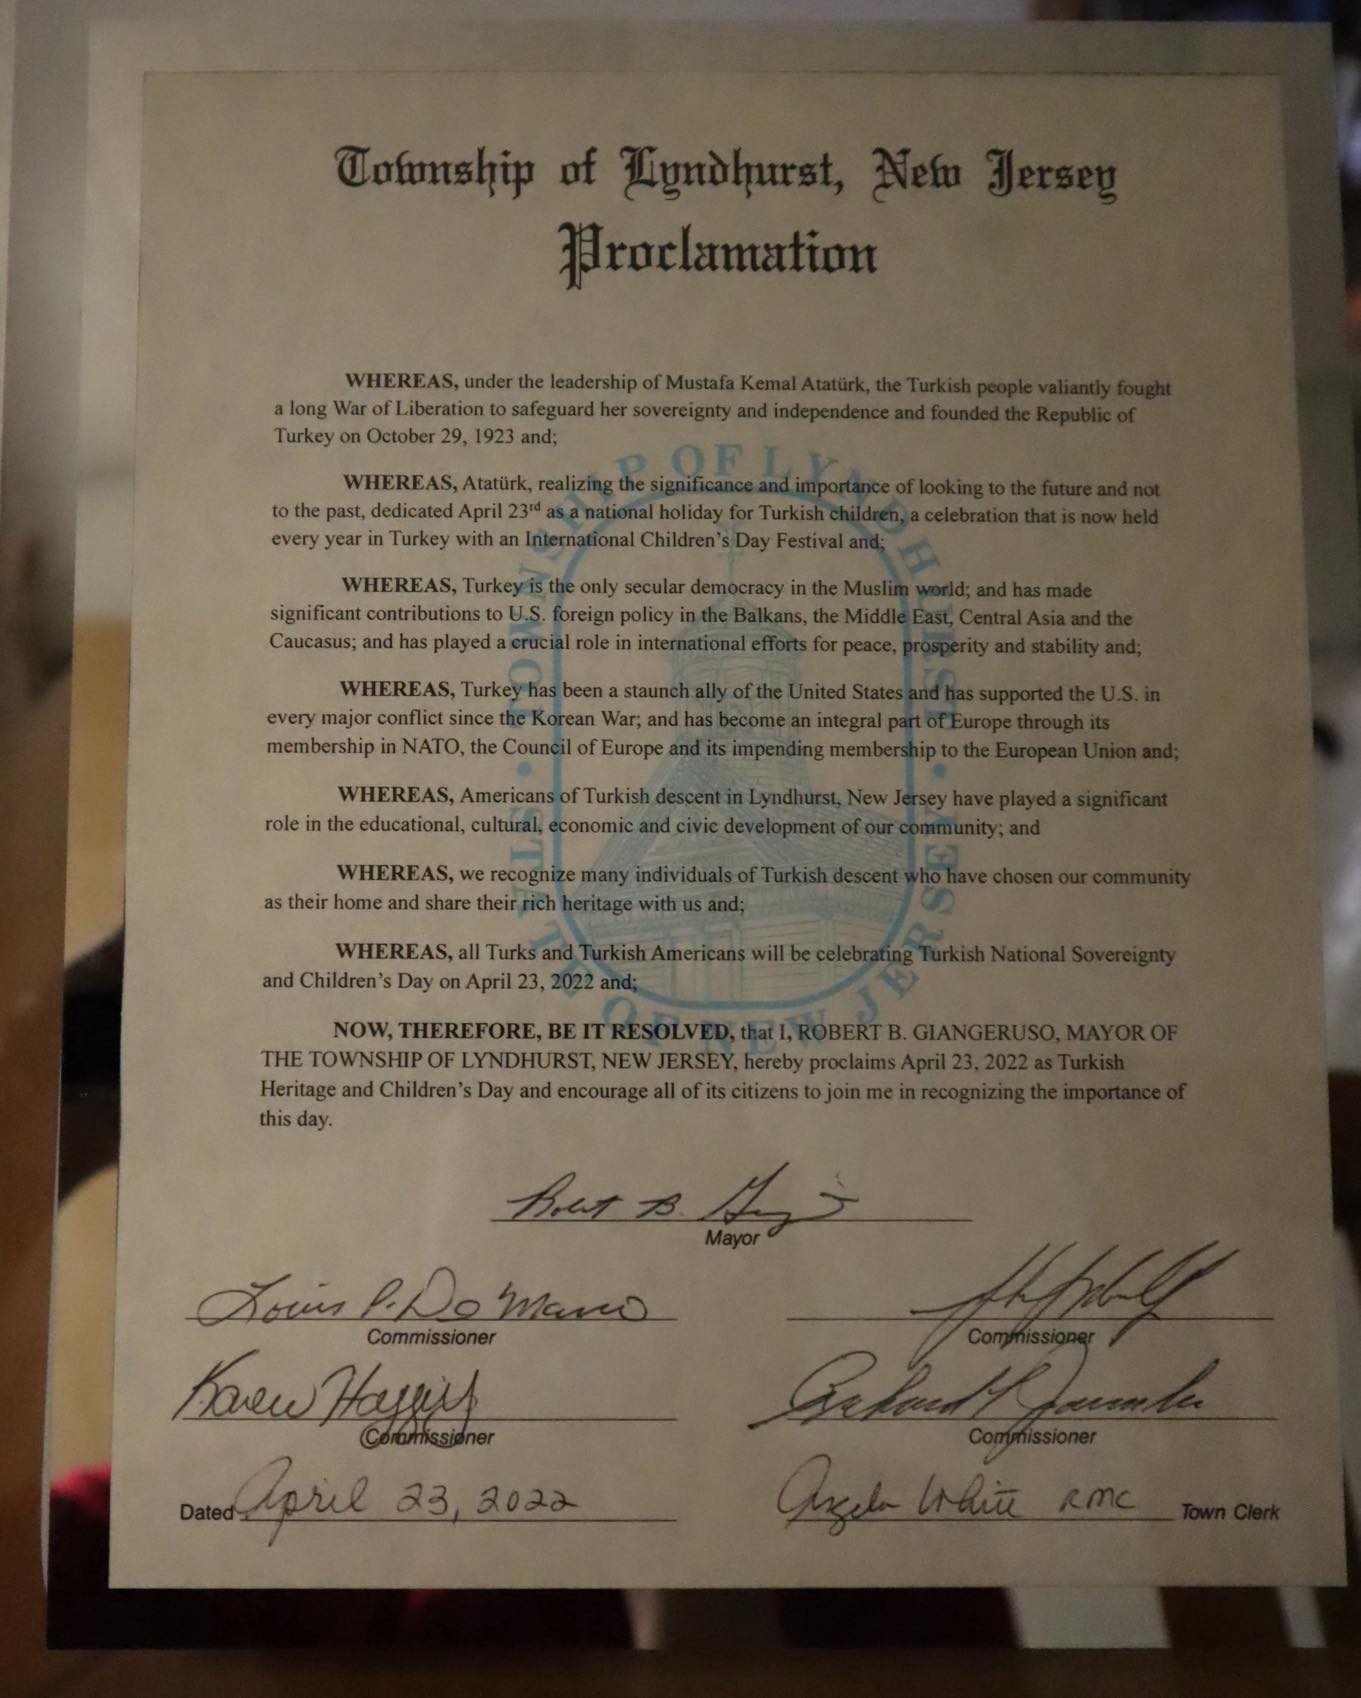 Township of Lyndhurst, New Jersey
Proclamation
WHEREAS, under the leadership of Mustafa Kemal Atatürk, the Turkish people valiantly fought
a long War of Liberation to safeguard her sovereignty and independence and founded the Republic of
Turkey on October 29, 1923 and;
WHEREAS, Atatürk, realizing the significance and importance of looking to the future and not
to the past, dedicated April 23rd as a national holiday for Turkish children, a celebration that is now held
every year in Turkey with an International Children's Day Festival and;
WHEREAS, Turkey is the only secular democracy in the Muslim world; and has made
significant contributions to U.S. foreign policy in the Balkans, the Middle East, Central Asia and the
Caucasus; and has played a crucial role in international efforts for peace, prosperity and stability and;
WHEREAS, Turkey has been a staunch ally of the United States and has supported the U.S. in
every major conflict since the Korean War; and has become an integral part of Europe through its
membership in NATO, the Council of Europe and its impending membership to the European Union and;
WHEREAS, Americans of Turkish descent in Lyndhurst, New Jersey have played a significant
role in the educational, cultural, economic and civic development of our community; and
WHEREAS, we recognize many individuals of Turkish descent who have chosen our community
as their home and share their rich heritage with us and;
WHEREAS, all Turks and Turkish Americans will be celebrating Turkish National Sovereignty
and Children's Day on April 23, 2022 and;
NOW, THEREFORE, BE IT RESOLVED, that I, ROBERT B. GIANGERUSO, MAYOR OF
THE TOWNSHIP OF LYNDHURST, NEW JERSEY, hereby proclaims April 23, 2022 as Turkish
Heritage and Children's Day and encourage all of its citizens to join me in recognizing the importance of
this day.
Robert B.
Mayor
Louis P.
Commissioner
Commissioner
Karen Haggis
Commissioner
Commissioner
Dated April 23, 2022
Angela White RMC Town Clerk